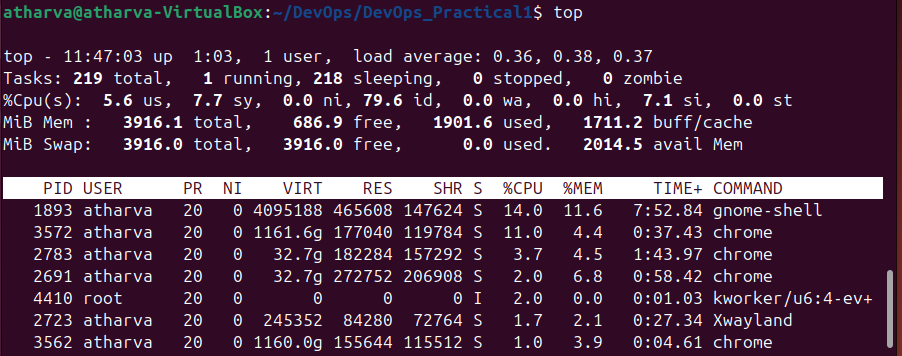 atharva@atharva-VirtualBox:~/DevOps/DevOps_Practical1$ top
top - 11:47:03 up  1:03,  1 user,  load average: 0.36, 0.38, 0.37
Tasks: 219 total,   1 running, 218 sleeping,   0 stopped,   0 zombie
%Cpu(s):  5.6 us,  7.7 sy,  0.0 ni, 79.6 id,  0.0 wa,  0.0 hi,  7.1 si,  0.0 st
MiB Mem :   3916.1 total,    686.9 free,   1901.6 used,   1711.2 buff/cache
MiB Swap:   3916.0 total,   3916.0 free,      0.0 used.   2014.5 avail Mem
PID USER      PR  NI    VIRT    RES    SHR S  %CPU  %MEM     TIME+ COMMAND
1893 atharva   20   0 4095188 465608 147624 S  14.0  11.6   7:52.84 gnome-shell
3572 atharva   20   0 1161.6g 177040 119784 S  11.0   4.4   0:37.43 chrome
2783 atharva   20   0   32.7g 182284 157292 S   3.7   4.5   1:43.97 chrome
2691 atharva   20   0   32.7g 272752 206908 S   2.0   6.8   0:58.42 chrome
4410 root      20   0       0      0      0 I   2.0   0.0   0:01.03 kworker/u6:4-ev+
2723 atharva   20   0  245352  84280  72764 S   1.7   2.1   0:27.34 Xwayland
3562 atharva   20   0 1160.0g 155644 115512 S   1.0   3.9   0:04.61 chrome